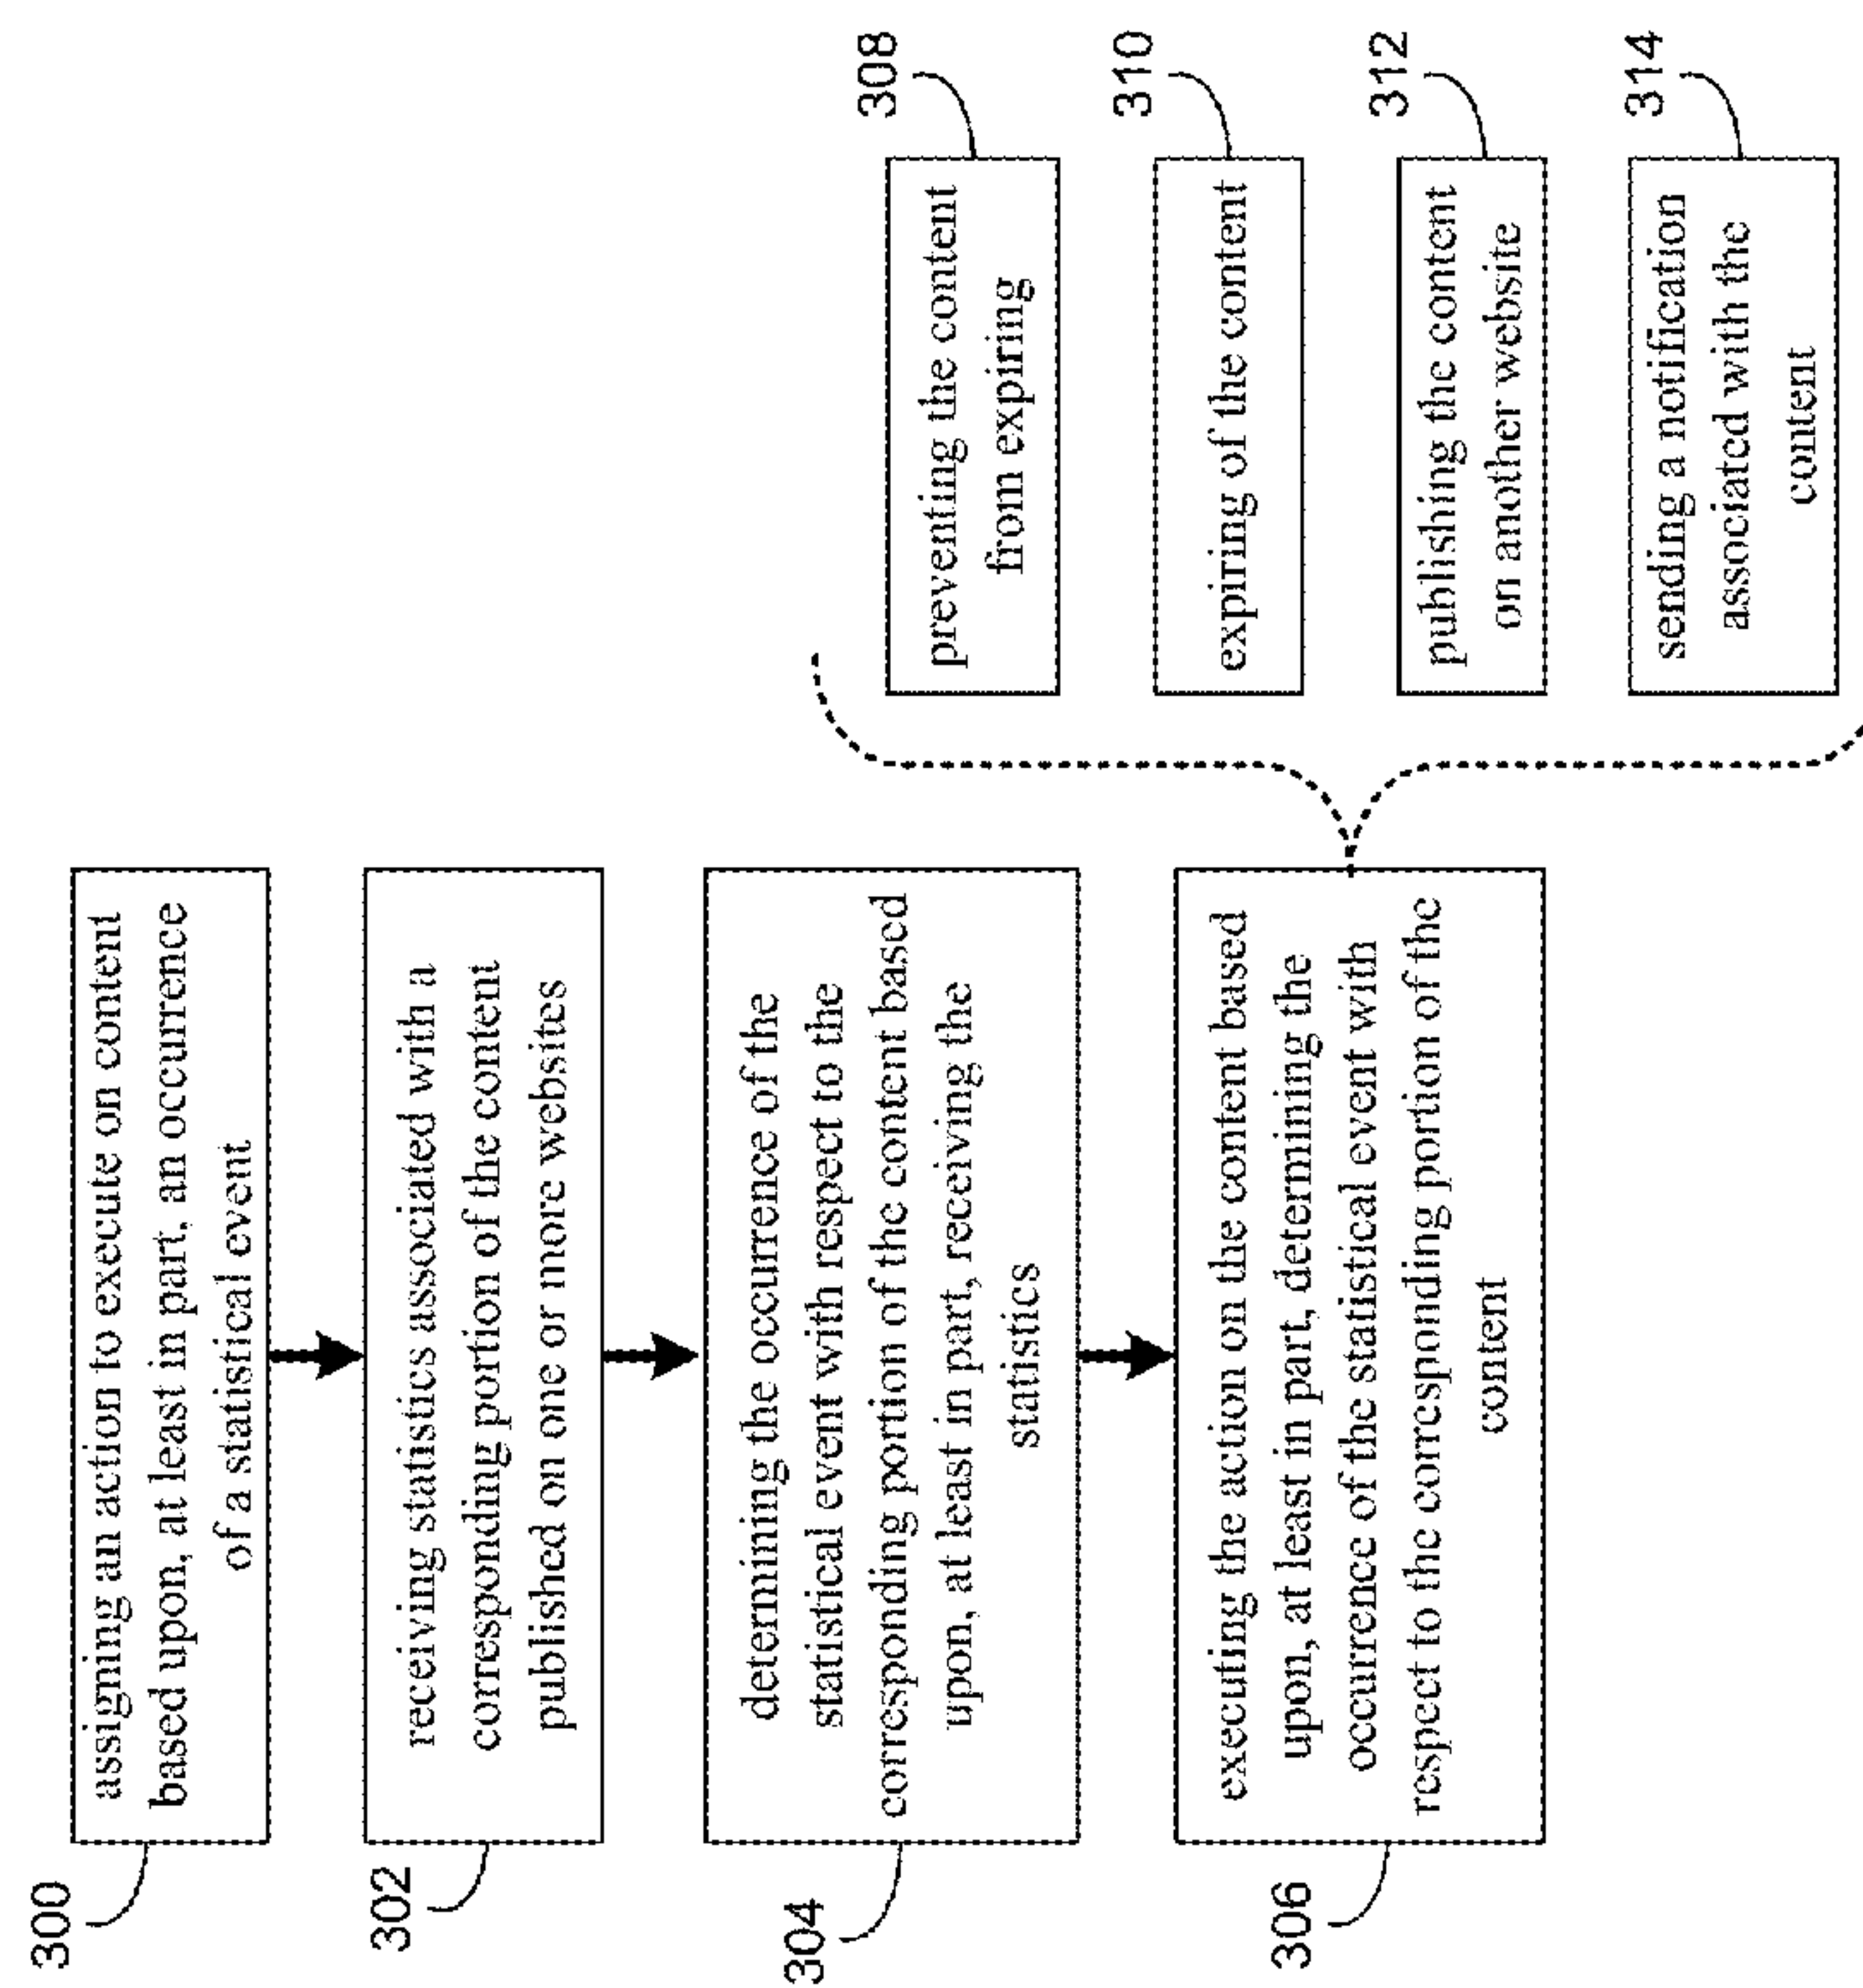 300
assigning an action to execute on content
based upon, at least in part, an occurrence
of a statistical event
302
receiving statistics associated with a
corresponding portion of the content
published on one or more websites
304
determining the occurrence of the
statistical event with respect to the
corresponding portion of the content based
upon, at least in part, receiving the
statistics
306
executing the action on the content based
upon, at least in part, determining the
occurrence of the statistical event with
respect to the corresponding portion of the
content
308
preventing the content
from expiring
310
expiring of the content
312
publishing the content
on another website
314
sending a notification
associated with the
content